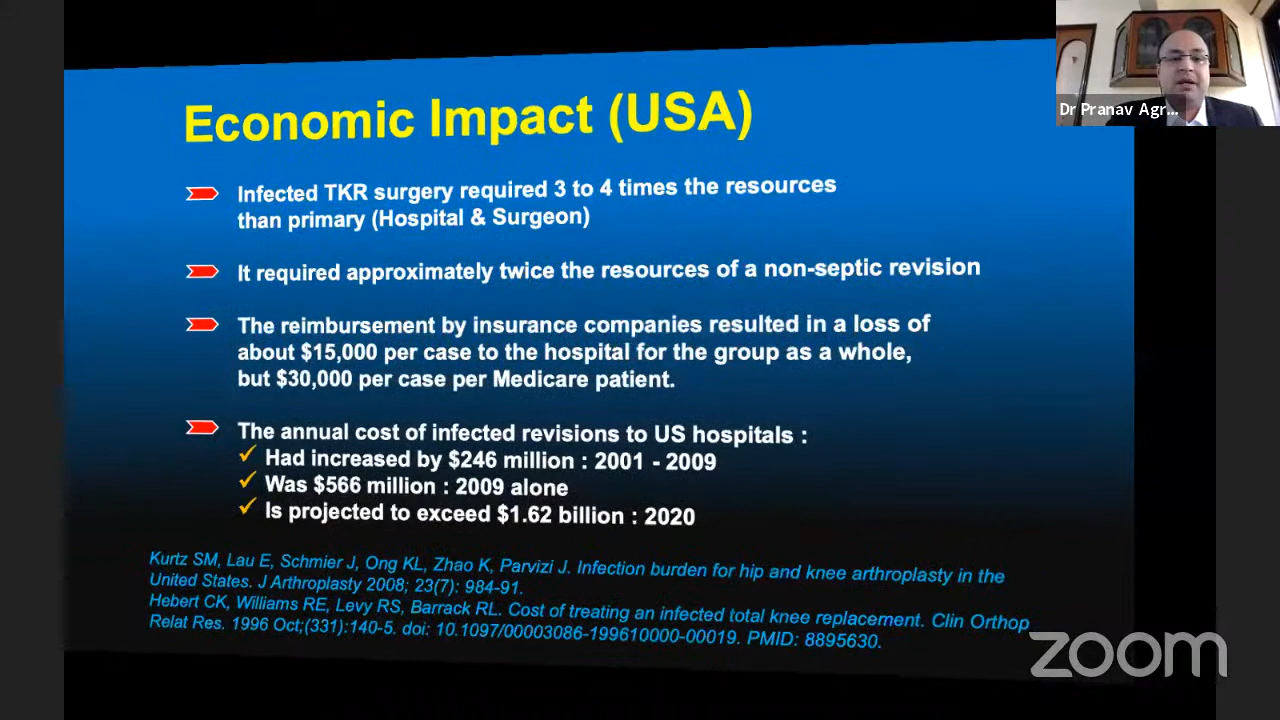 Economic Impact (USA)
Infected TKR surgery required 3 to 4 times the resources
than primary (Hospital & Surgeon)
It required approximately twice the resources of a non-septic revision
The reimbursement by insurance companies resulted in a loss of
about $15,000 per case to the hospital for the group as a whole,
but $30,000 per case per Medicare patient.
The annual cost of infected revisions to US hospitals :
Had increased by $246 million : 2001 - 2009
Was $566 million : 2009 alone
Is projected to exceed $1.62 billion : 2020
Kurtz SM, Lau E, Schmier J, Ong KL, Zhao K, Parvizi J. Infection burden for hip and knee arthroplasty in the
United States. J Arthroplasty 2008; 23(7): 984-91.
Hebert CK, Williams RE, Levy RS, Barrack RL. Cost of treating an infected total knee replacement. Clin Orthop
Relat Res. 1996 Oct;(331):140-5. doi: 10.1097/00003086-199610000-00019. PMID: 8895630.
Dr Pranav Agr...
zoom